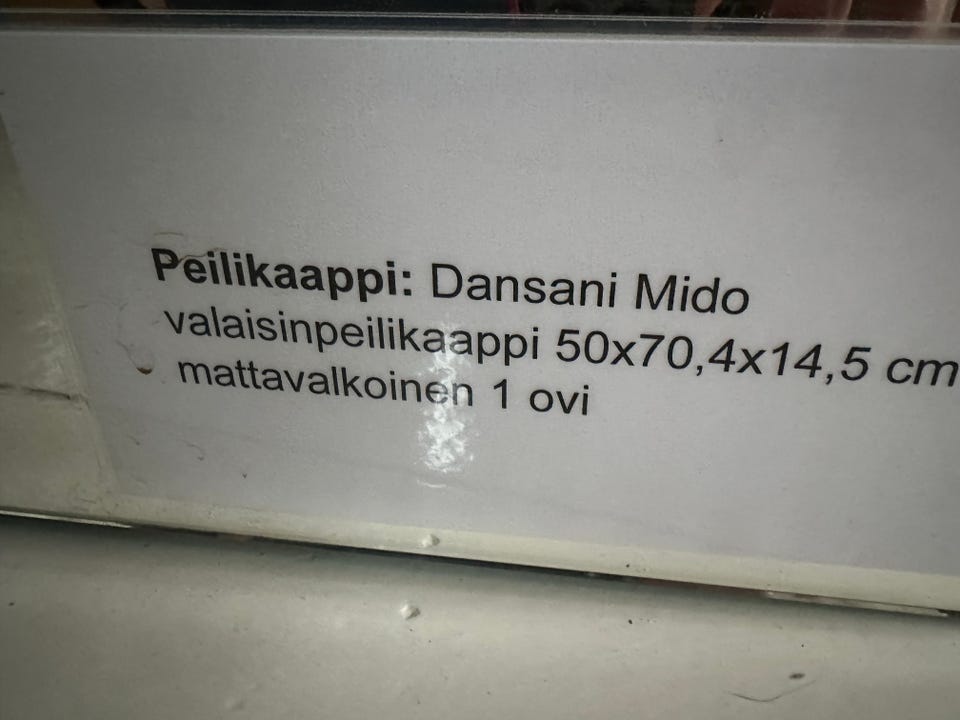 Peilikaappi: Dansani Mido
valaisinpeilikaappi 50x70,4x14,5 cm
mattavalkoinen 1 ovi